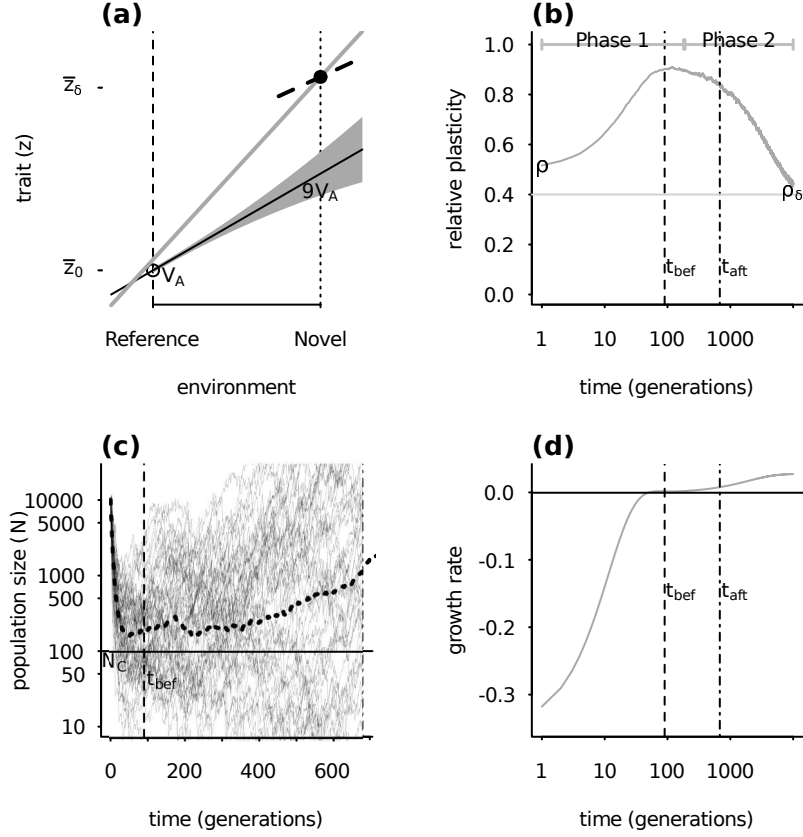 (a)
trait (z)
z̅δ
z̅0
9VA
VA
Reference
Novel
environment
(b)
relative plasticity
1.0
0.8
0.6
0.4
0.2
0.0
Phase 1
Phase 2
ρ
ρδ
tbef
taft
1
10
100
1000
time (generations)
(c)
population size (N)
10000
5000
1000
500
100
50
10
NC
tbef
0
200
400
600
time (generations)
(d)
growth rate
0.0
-0.1
-0.2
-0.3
tbef
taft
1
10
100
1000
time (generations)